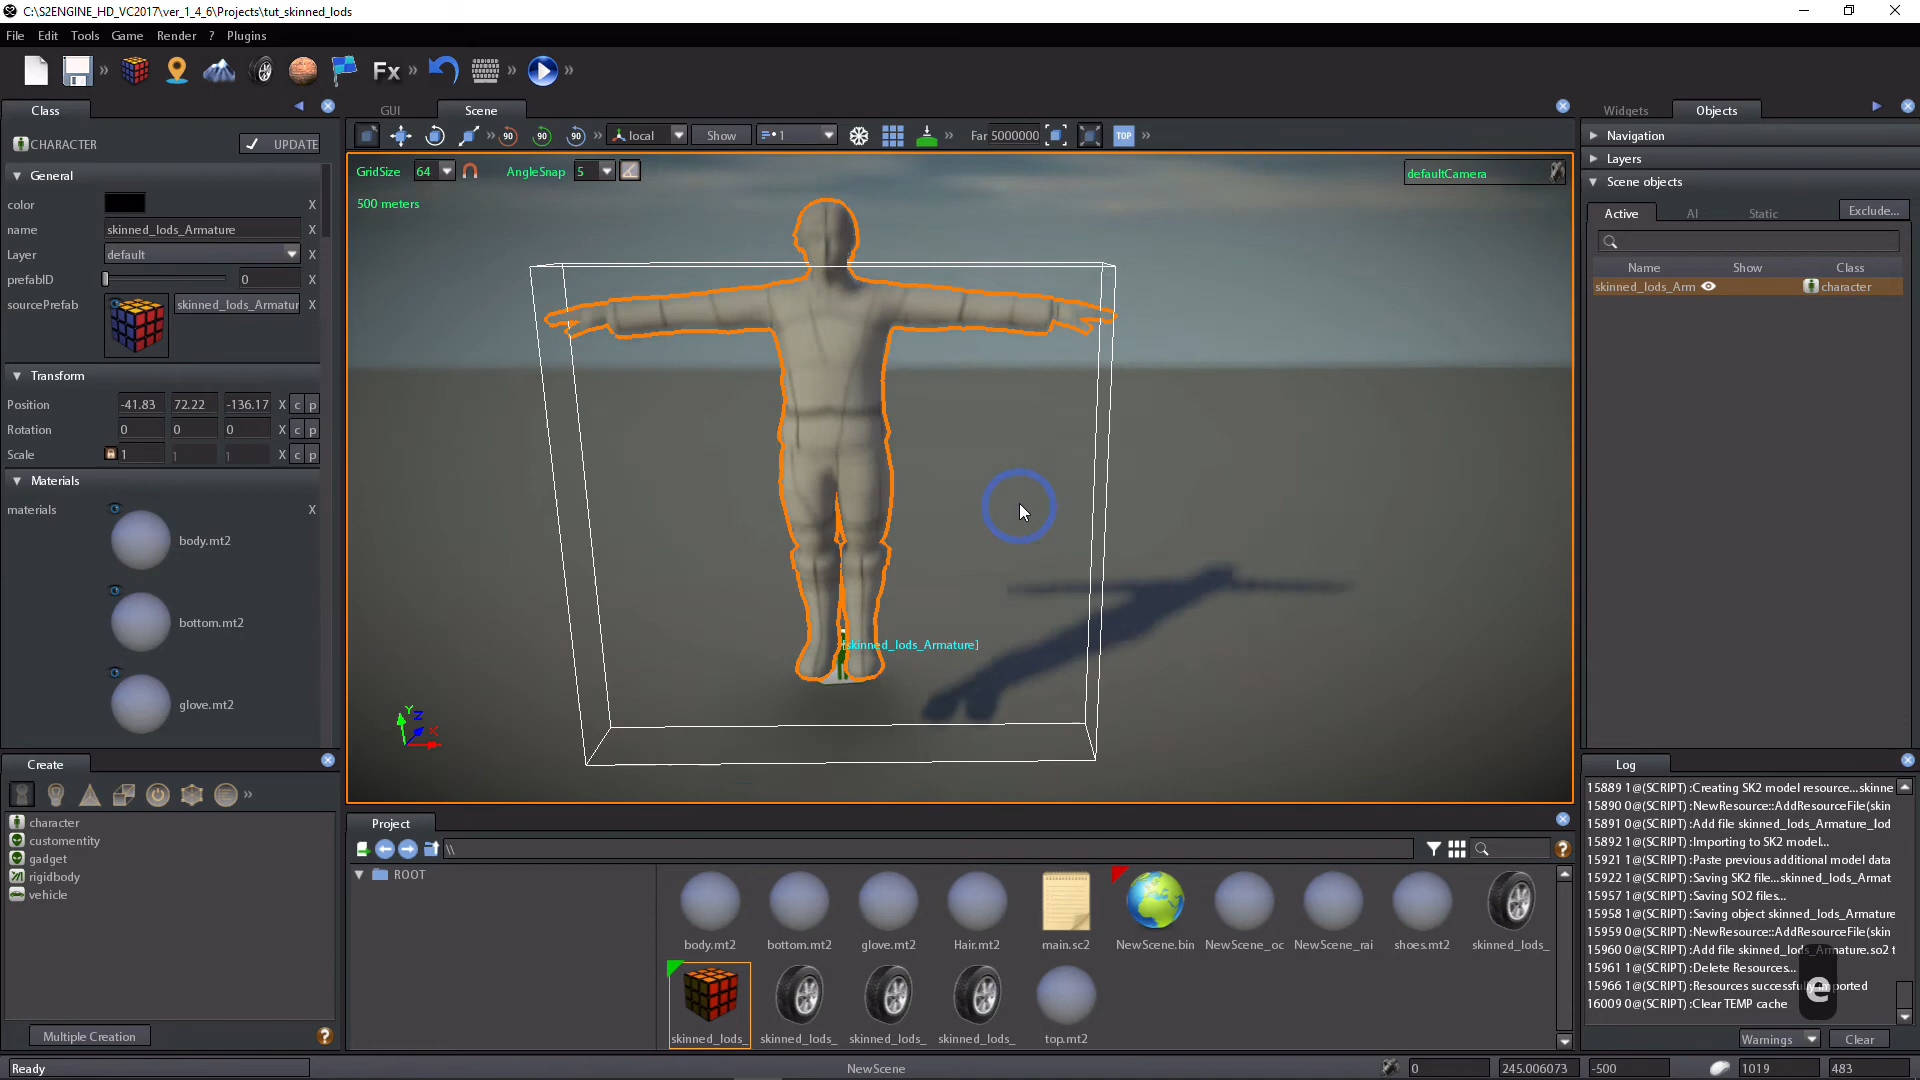 C:\S2ENGINE_HD_VC2017\ver_1_4_6\Projects\tut_skinned_lods
File Edit Tools Game Render ? Plugins
Fx
Class
GUI Scene
Widgets Objects
CHARACTER UPDATE
90 90 90 local Show 1 TOP Far 5000000
Navigation
Layers
Scene objects
General
GridSize 64 AngleSnap 5 defaultCamera
500 meters
color X
name skinned_lods_Armature X
Layer default X
prefabID 0 X
sourcePrefab skinned_lods_Armatur X
Active AI Static Exclude...
Name Show Class
skinned_lods_Arm character
Transform
Position -41.83 72.22 -136.17 X c p
Rotation 0 0 0 X c p
Scale 1 1 1 X c p
Materials
materials X
body.mt2
bottom.mt2
glove.mt2
[skinned_lods_Armature]
Y Z X
Create
character
customentity
gadget
rigidbody
vehicle
Multiple Creation
Project
\\
ROOT
body.mt2 bottom.mt2 glove.mt2 Hair.mt2 main.sc2 NewScene.bin NewScene_oc NewScene_rai shoes.mt2 skinned_lods_
skinned_lods_ skinned_lods_ skinned_lods_ skinned_lods_ top.mt2
Log
15889 1@(SCRIPT) :Creating SK2 model resource...skinne
15890 0@(SCRIPT) :NewResource::AddResourceFile(skin
15891 0@(SCRIPT) :Add file skinned_lods_Armature_lod
15892 1@(SCRIPT) :Importing to SK2 model...
15921 1@(SCRIPT) :Paste previous additional model data
15922 1@(SCRIPT) :Saving SK2 file...skinned_lods_Armat
15957 1@(SCRIPT) :Saving SO2 files...
15958 1@(SCRIPT) :Saving object skinned_lods_Armature
15959 0@(SCRIPT) :NewResource::AddResourceFile(skin
15960 0@(SCRIPT) :Add file skinned_lods_Armature.so2 t
15961 1@(SCRIPT) :Delete Resources...
15966 1@(SCRIPT) :Resources successfully imported
16009 0@(SCRIPT) :Clear TEMP cache
e
Warnings Clear
Ready NewScene 0 245.006073 -500 1019 483